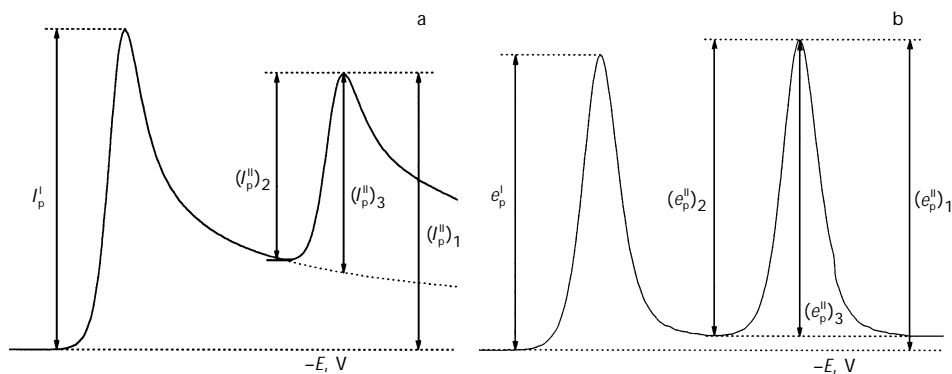 a
I_p^I
(I_p^II)_2
(I_p^II)_3
(I_p^II)_1
–E, V
b
e_p^I
(e_p^II)_2
(e_p^II)_1
(e_p^II)_3
–E, V